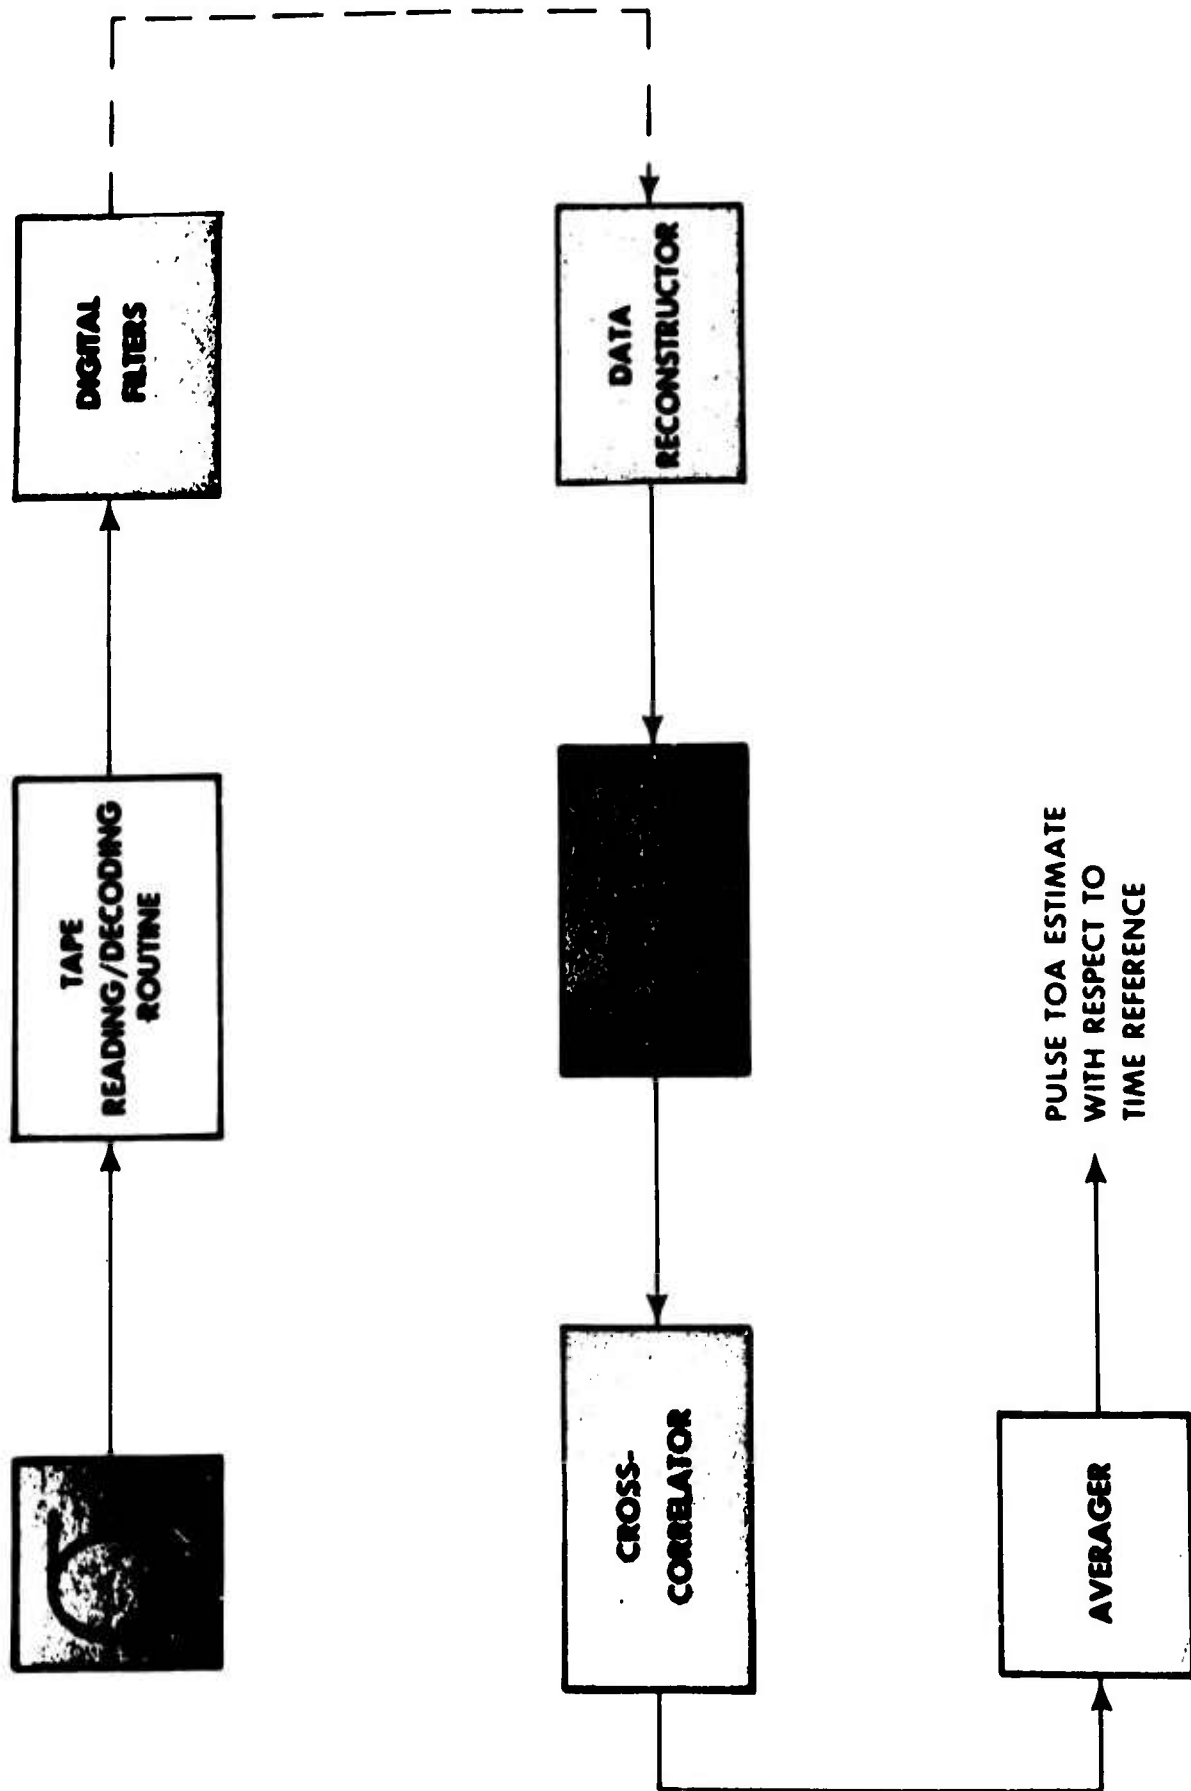 TAPE
READING/DECODING
ROUTINE
DIGITAL
FILTERS
DATA
RECONSTRUCTOR
CROSS-
CORRELATOR
AVERAGER
PULSE TOA ESTIMATE
WITH RESPECT TO
TIME REFERENCE